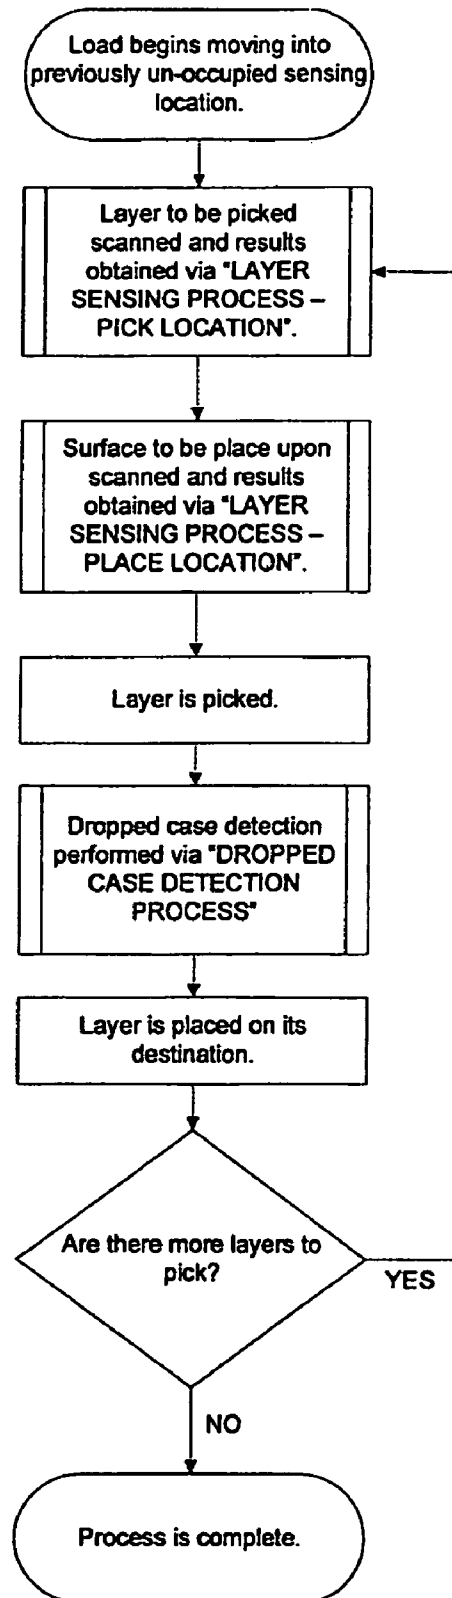 Load begins moving into
previously un-occupied sensing
location.
Layer to be picked
scanned and results
obtained via "LAYER
SENSING PROCESS –
PICK LOCATION".
Surface to be place upon
scanned and results
obtained via "LAYER
SENSING PROCESS –
PLACE LOCATION".
Layer is picked.
Dropped case detection
performed via "DROPPED
CASE DETECTION
PROCESS"
Layer is placed on its
destination.
Are there more layers to
pick?
YES
NO
Process is complete.